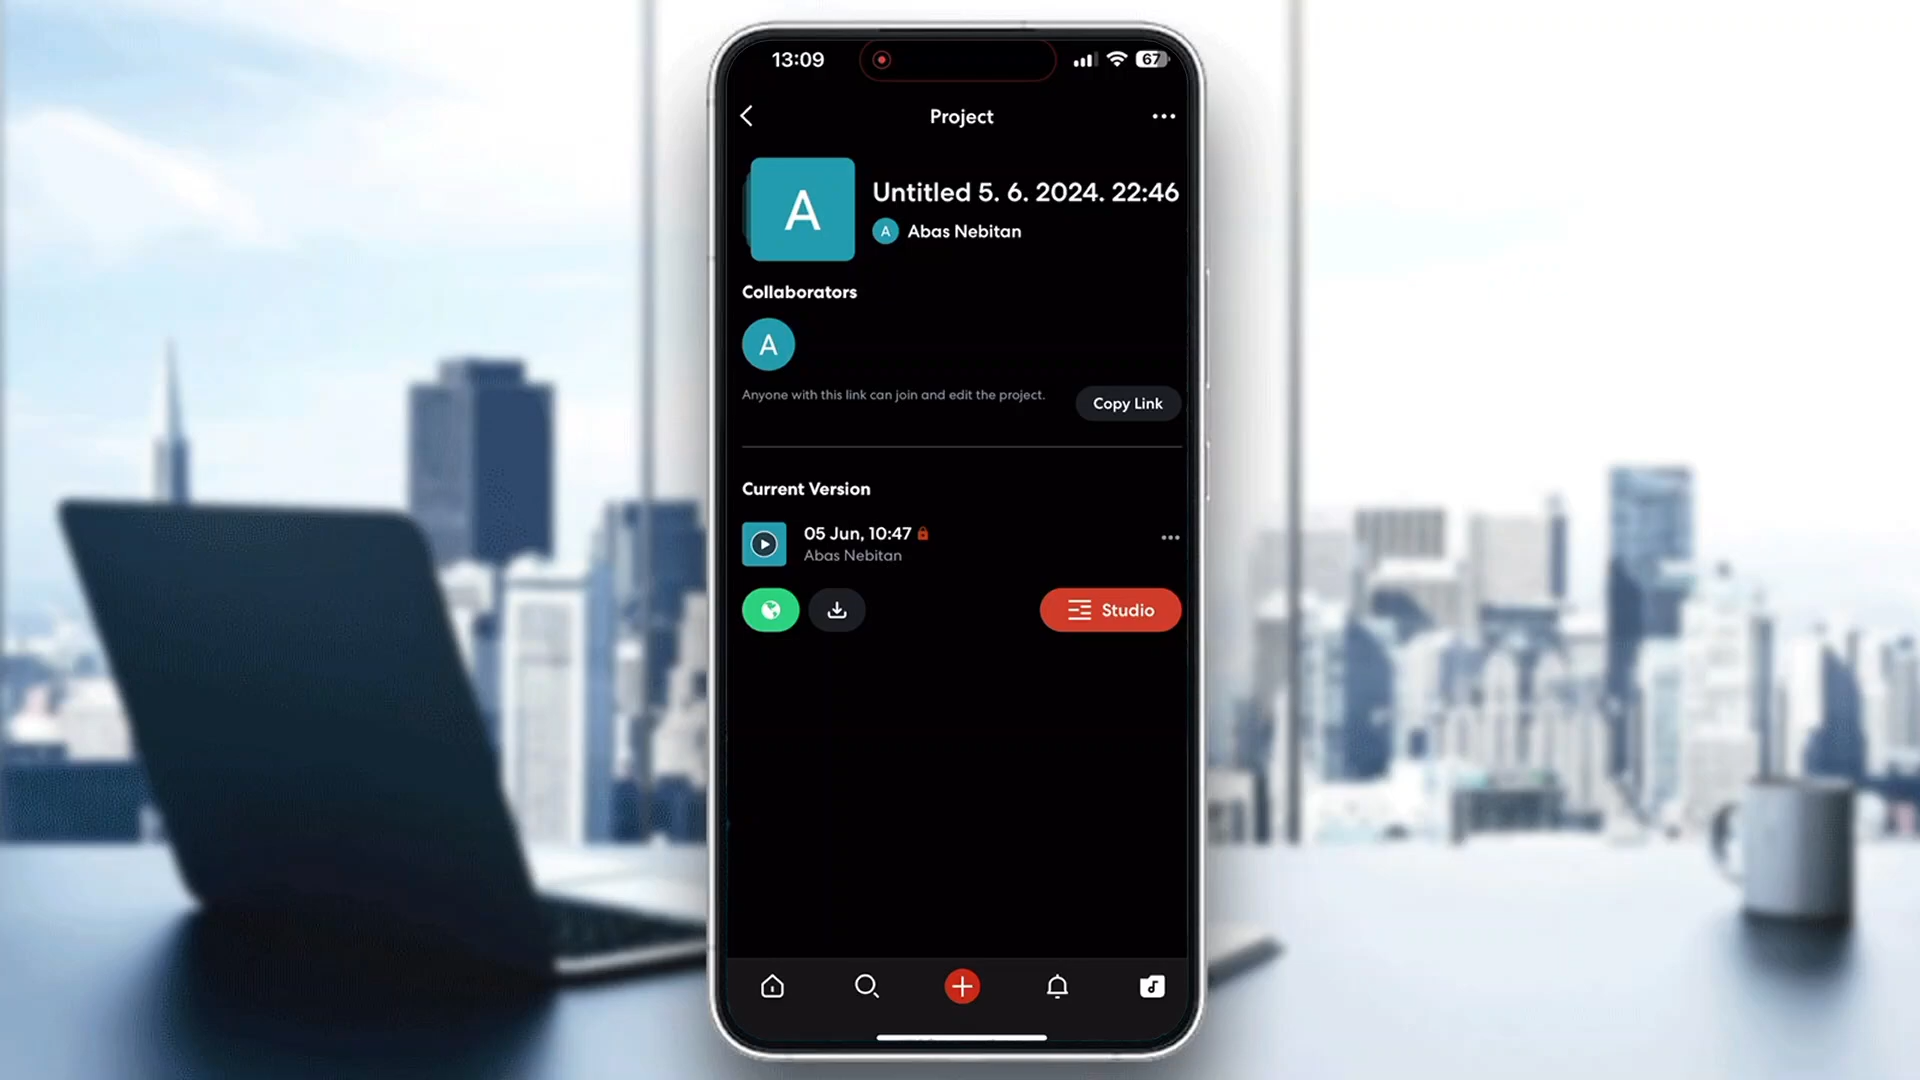 13:09
67
Project
A
Untitled 5. 6. 2024. 22:46
A Abas Nebitan
Collaborators
A
Anyone with this link can join and edit the project.
Copy Link
Current Version
05 Jun, 10:47
Abas Nebitan
Studio